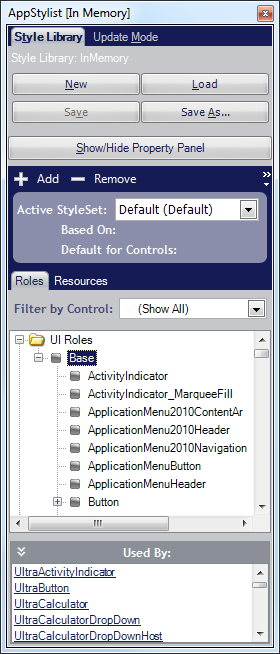 AppStylist [In Memory]
Style Library Update Mode
Style Library: InMemory
New Load
Save Save As...
Show/Hide Property Panel
Add Remove
Active StyleSet: Default (Default)
Based On:
Default for Controls:
Roles Resources
Filter by Control: (Show All)
UI Roles
Base
ActivityIndicator
ActivityIndicator_MarqueeFill
ApplicationMenu2010ContentAr
ApplicationMenu2010Header
ApplicationMenu2010Navigation
ApplicationMenuButton
ApplicationMenuHeader
Button
Used By:
UltraActivityIndicator
UltraButton
UltraCalculator
UltraCalculatorDropDown
UltraCalculatorDropDownHost